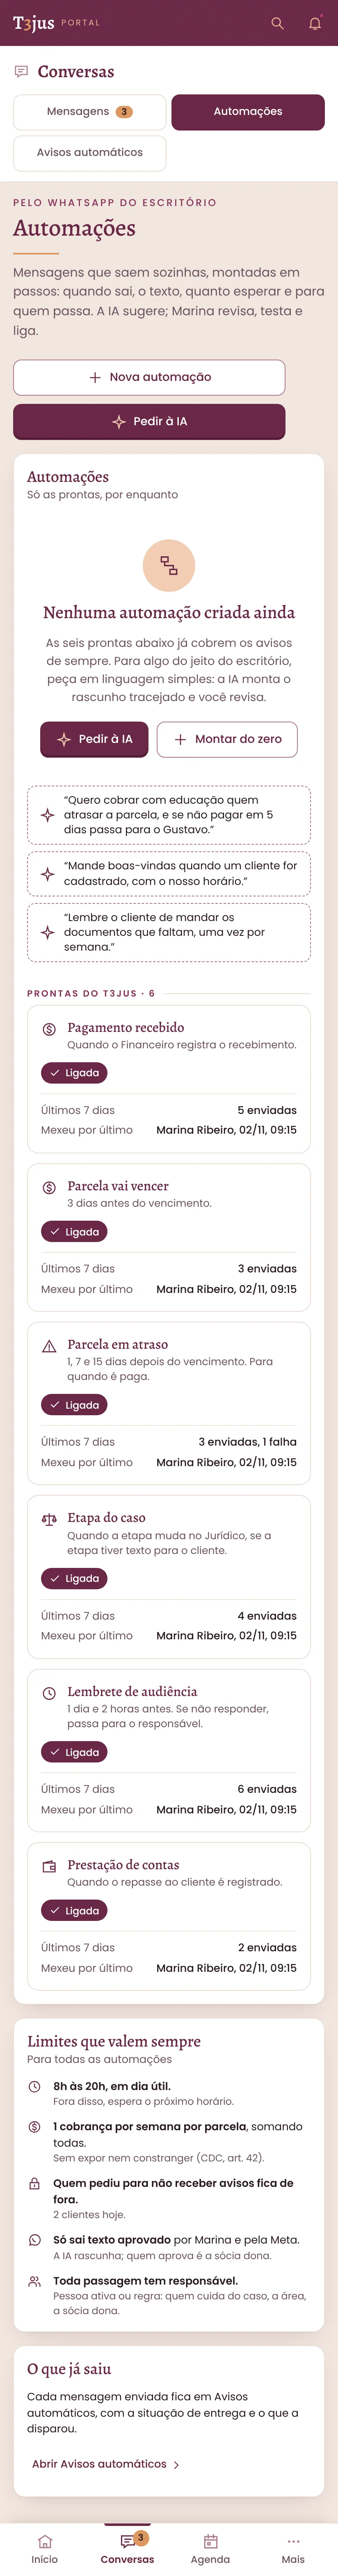 T3jus PORTAL
Conversas
Mensagens 3
Automações
Avisos automáticos
PELO WHATSAPP DO ESCRITÓRIO
Automações
Mensagens que saem sozinhas, montadas em
passos: quando sai, o texto, quanto esperar e para
quem passa. A IA sugere; Marina revisa, testa e
liga.
Nova automação
Pedir à IA
Automações
Só as prontas, por enquanto
Nenhuma automação criada ainda
As seis prontas abaixo já cobrem os avisos
de sempre. Para algo do jeito do escritório,
peça em linguagem simples: a IA monta o
rascunho tracejado e você revisa.
Pedir à IA
Montar do zero
“Quero cobrar com educação quem
atrasar a parcela, e se não pagar em 5
dias passa para o Gustavo.”
“Mande boas-vindas quando um cliente for
cadastrado, com o nosso horário.”
“Lembre o cliente de mandar os
documentos que faltam, uma vez por
semana.”
PRONTAS DO T3JUS · 6
Pagamento recebido
Quando o Financeiro registra o recebimento.
Ligada
Últimos 7 dias 5 enviadas
Mexeu por último Marina Ribeiro, 02/11, 09:15
Parcela vai vencer
3 dias antes do vencimento.
Ligada
Últimos 7 dias 3 enviadas
Mexeu por último Marina Ribeiro, 02/11, 09:15
Parcela em atraso
1, 7 e 15 dias depois do vencimento. Para
quando é paga.
Ligada
Últimos 7 dias 3 enviadas, 1 falha
Mexeu por último Marina Ribeiro, 02/11, 09:15
Etapa do caso
Quando a etapa muda no Jurídico, se a
etapa tiver texto para o cliente.
Ligada
Últimos 7 dias 4 enviadas
Mexeu por último Marina Ribeiro, 02/11, 09:15
Lembrete de audiência
1 dia e 2 horas antes. Se não responder,
passa para o responsável.
Ligada
Últimos 7 dias 6 enviadas
Mexeu por último Marina Ribeiro, 02/11, 09:15
Prestação de contas
Quando o repasse ao cliente é registrado.
Ligada
Últimos 7 dias 2 enviadas
Mexeu por último Marina Ribeiro, 02/11, 09:15
Limites que valem sempre
Para todas as automações
8h às 20h, em dia útil.
Fora disso, espera o próximo horário.
1 cobrança por semana por parcela, somando
todas.
Sem expor nem constranger (CDC, art. 42).
Quem pediu para não receber avisos fica de
fora.
2 clientes hoje.
Só sai texto aprovado por Marina e pela Meta.
A IA rascunha; quem aprova é a sócia dona.
Toda passagem tem responsável.
Pessoa ativa ou regra: quem cuida do caso, a área,
a sócia dona.
O que já saiu
Cada mensagem enviada fica em Avisos
automáticos, com a situação de entrega e o que a
disparou.
Abrir Avisos automáticos
3
Início Conversas Agenda Mais